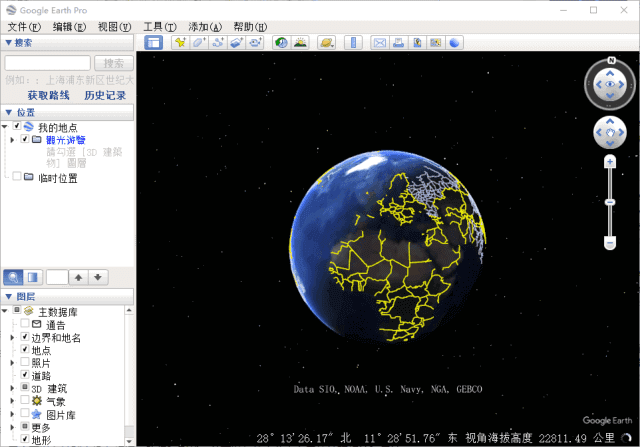 Google Earth Pro
文件(F) 编辑(E) 视图(V) 工具(T) 添加(A) 帮助(H)
搜索
搜索
例如：: 上海浦东新区世纪大
获取路线 历史记录
位置
我的地点
觀光游覽
請勾選 [3D 建築
物] 圖層
临时位置
图层
主数据库
通告
边界和地名
地点
照片
道路
3D 建筑
气象
图片库
更多
地形
N
Data SIO, NOAA, U.S. Navy, NGA, GEBCO
Google Earth
28° 13'26.17" 北 11° 28'51.76" 东 视角海拔高度 22811.49 公里